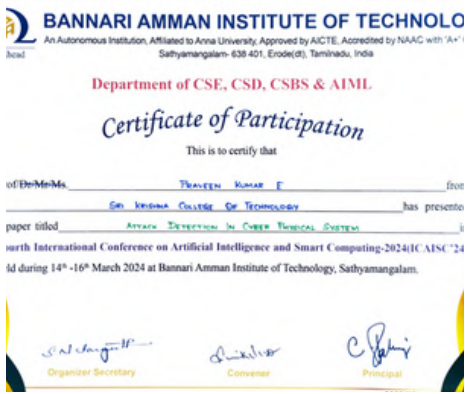 BANNARI AMMAN INSTITUTE OF TECHNOLO
An Autonomous Institution, Affiliated to Anna University, Approved by AICTE, Accredited by NAAC with 'A+'
Sathyamangalam- 638 401, Erode(dt), Tamilnadu, India
head
Department of CSE, CSD, CSBS & AIML
Certificate of Participation
This is to certify that
of/Dr/Mr/Ms. PRAVEEN KUMAR E from
SRI KRISHNA COLLEGE OF TECHNOLOGY has presente
paper titled ATTACK DETECTION IN CYBER PHYSICAL SYSTEM i
ourth International Conference on Artificial Intelligence and Smart Computing-2024(ICAISC'24
ld during 14th -16th March 2024 at Bannari Amman Institute of Technology, Sathyamangalam.
Organizer Secretary Convener Principal